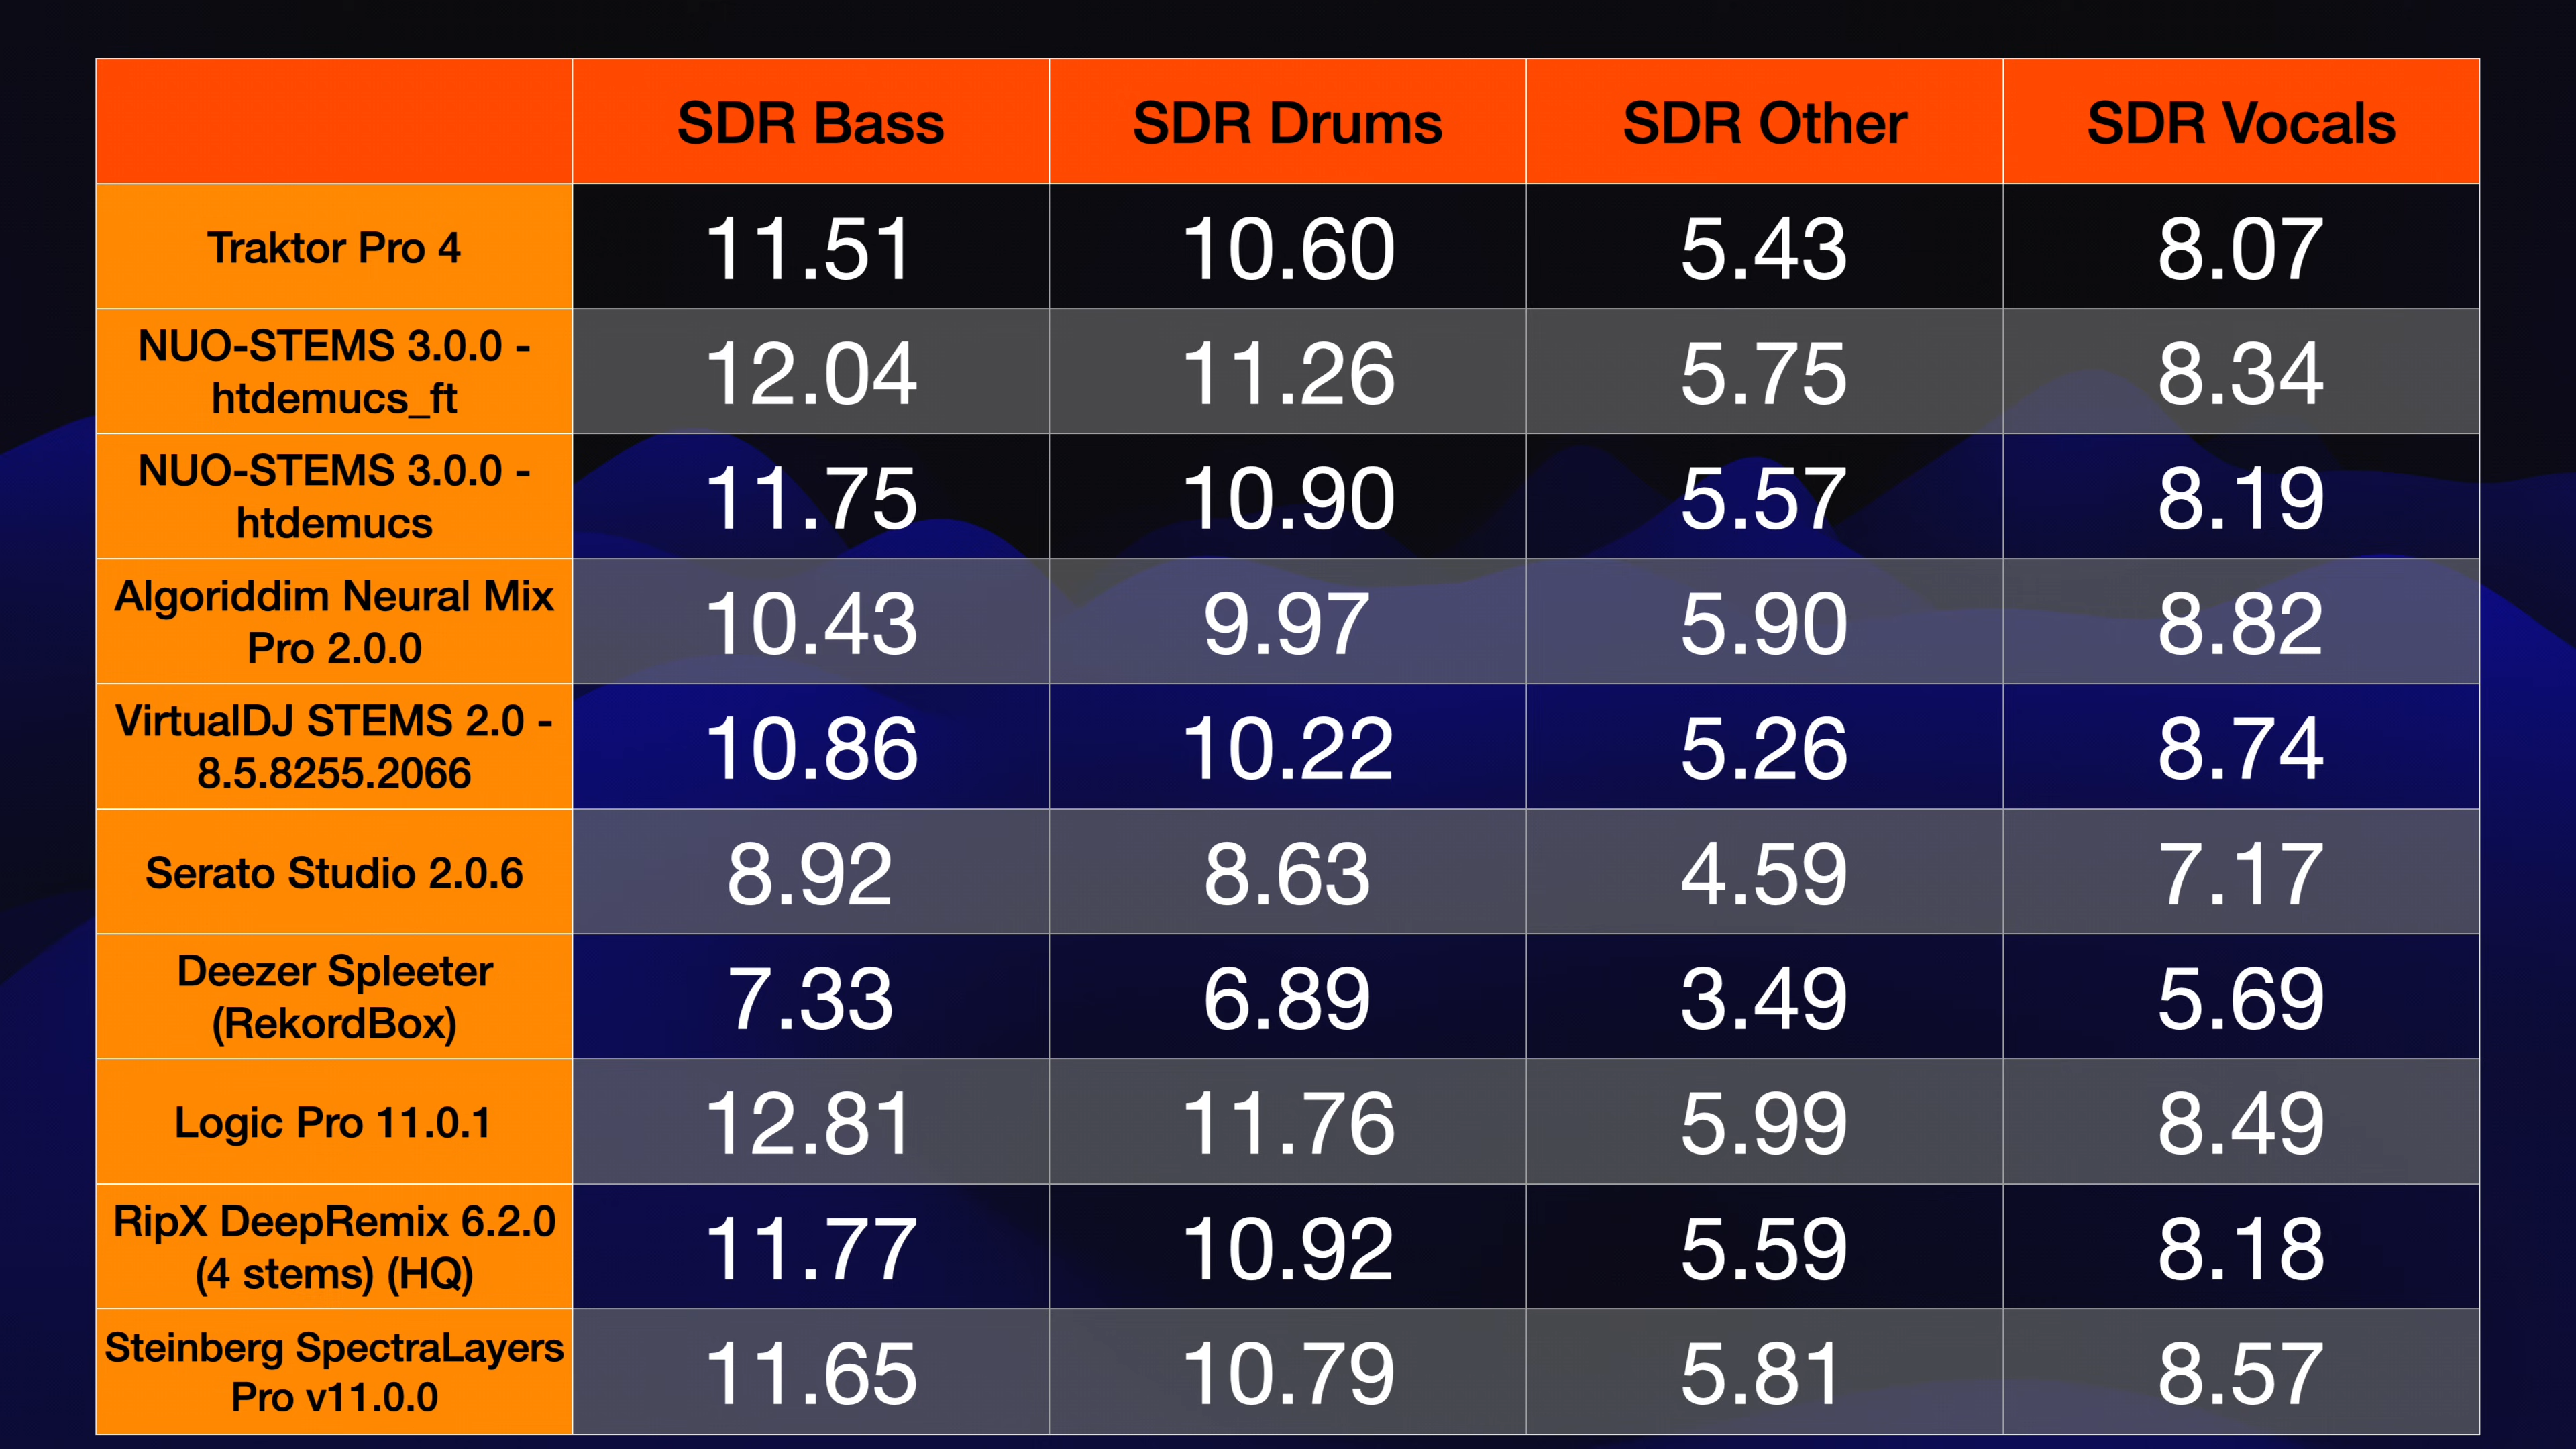 SDR Bass SDR Drums SDR Other SDR Vocals
Traktor Pro 4 11.51 10.60 5.43 8.07
NUO-STEMS 3.0.0 -
htdemucs_ft 12.04 11.26 5.75 8.34
NUO-STEMS 3.0.0 -
htdemucs 11.75 10.90 5.57 8.19
Algoriddim Neural Mix
Pro 2.0.0 10.43 9.97 5.90 8.82
VirtualDJ STEMS 2.0 -
8.5.8255.2066 10.86 10.22 5.26 8.74
Serato Studio 2.0.6 8.92 8.63 4.59 7.17
Deezer Spleeter
(RekordBox) 7.33 6.89 3.49 5.69
Logic Pro 11.0.1 12.81 11.76 5.99 8.49
RipX DeepRemix 6.2.0
(4 stems) (HQ) 11.77 10.92 5.59 8.18
Steinberg SpectraLayers
Pro v11.0.0 11.65 10.79 5.81 8.57